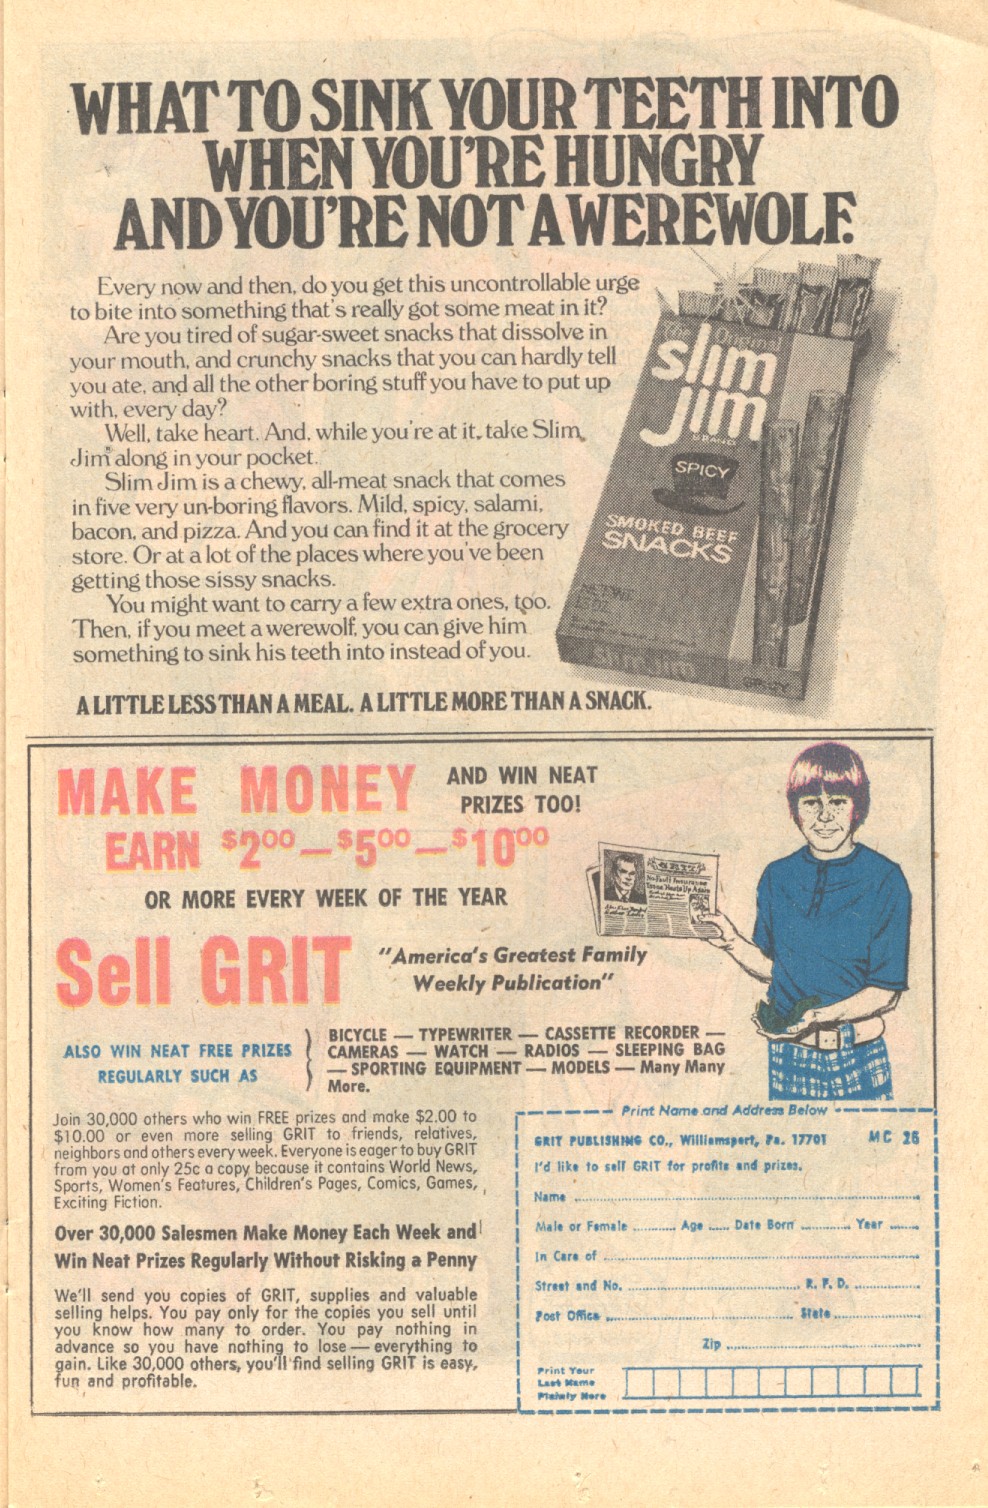 WHAT TO SINK YOUR TEETH INTO
WHEN YOU'RE HUNGRY
AND YOU'RE NOT A WEREWOLF.
Every now and then, do you get this uncontrollable urge
to bite into something that's really got some meat in it?
Are you tired of sugar-sweet snacks that dissolve in
your mouth, and crunchy snacks that you can hardly tell
you ate, and all the other boring stuff you have to put up
with, every day?
Well, take heart. And, while you're at it, take Slim
Jim® along in your pocket.
Slim Jim is a chewy, all-meat snack that comes
in five very un-boring flavors. Mild, spicy, salami,
bacon, and pizza. And you can find it at the grocery
store. Or at a lot of the places where you've been
getting those sissy snacks.
You might want to carry a few extra ones, too.
Then, if you meet a werewolf, you can give him
something to sink his teeth into instead of you.
The Original
slim
jim
BRAND
SPICY
SMOKED BEEF
SNACKS
slim jim
SPICY
A LITTLE LESS THAN A MEAL. A LITTLE MORE THAN A SNACK.
MAKE MONEY AND WIN NEAT
PRIZES TOO!
EARN $2.00—$5.00—$10.00
OR MORE EVERY WEEK OF THE YEAR
Sell GRIT
"America's Greatest Family
Weekly Publication"
GRIT
No-Fault Insurance
ALSO WIN NEAT FREE PRIZES
REGULARLY SUCH AS
BICYCLE — TYPEWRITER — CASSETTE RECORDER —
CAMERAS — WATCH — RADIOS — SLEEPING BAG
— SPORTING EQUIPMENT — MODELS — Many Many
More.
Join 30,000 others who win FREE prizes and make $2.00 to
$10.00 or even more selling GRIT to friends, relatives,
neighbors and others every week. Everyone is eager to buy GRIT
from you at only 25c a copy because it contains World News,
Sports, Women's Features, Children's Pages, Comics, Games,
Exciting Fiction.
Over 30,000 Salesmen Make Money Each Week and
Win Neat Prizes Regularly Without Risking a Penny
We'll send you copies of GRIT, supplies and valuable
selling helps. You pay only for the copies you sell until
you know how many to order. You pay nothing in
advance so you have nothing to lose — everything to
gain. Like 30,000 others, you'll find selling GRIT is easy,
fun and profitable.
Print Name and Address Below
GRIT PUBLISHING CO., Williamsport, Pa. 17701 MC 26
I'd like to sell GRIT for profits and prizes.
Name
Male or Female Age Date Born Year
In Care of
Street and No. R. F. D.
Post Office State
Zip
Print Your
Last Name
Plainly Here